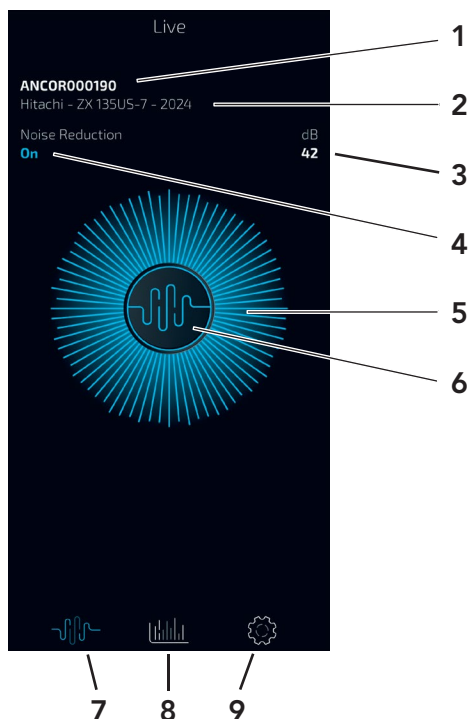 Live
1
ANCOR000190
Hitachi - ZX 135US-7 - 2024
2
Noise Reduction
dB
On
42
3
4
5
6
7 8 9